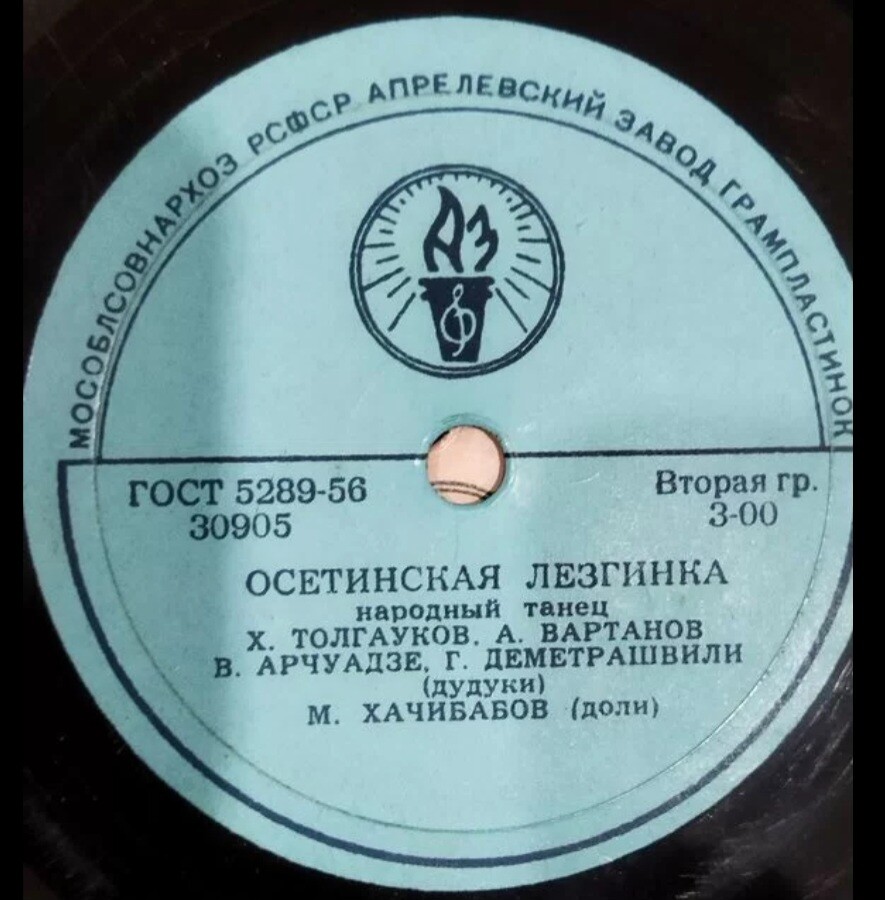 МОСОБЛСОВНАРХОЗ РСФСР АПРЕЛЕВСКИЙ ЗАВОД ГРАМПЛАСТИНОК
АЗ
ГОСТ 5289-56
30905
Вторая гр.
3-00
ОСЕТИНСКАЯ ЛЕЗГИНКА
народный танец
Х. ТОЛГАУКОВ. А. ВАРТАНОВ
В. АРЧУАДЗЕ, Г. ДЕМЕТРАШВИЛИ
(дудуки)
М. ХАЧИБАБОВ (доли)